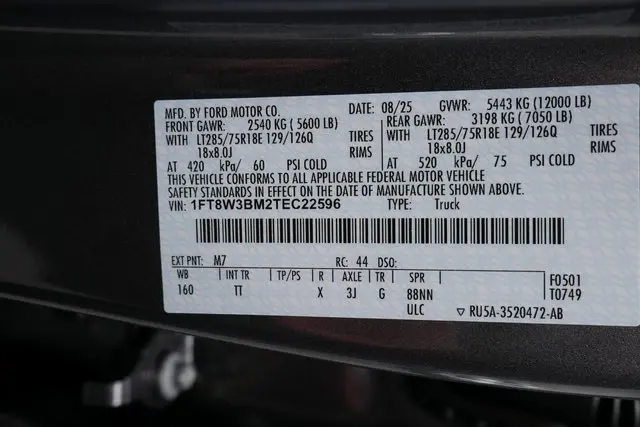 MFD. BY FORD MOTOR CO. DATE: 08/25 GVWR: 5443 KG (12000 LB)
FRONT GAWR: 2540 KG ( 5600 LB) REAR GAWR: 3198 KG ( 7050 LB)
WITH LT285/75R18E 129/126Q TIRES WITH LT285/75R18E 129/126Q TIRES
18x8.0J RIMS 18x8.0J RIMS
AT 420 kPa/ 60 PSI COLD AT 520 kPa/ 75 PSI COLD
THIS VEHICLE CONFORMS TO ALL APPLICABLE FEDERAL MOTOR VEHICLE
SAFETY STANDARDS IN EFFECT ON THE DATE OF MANUFACTURE SHOWN ABOVE.
VIN: 1FT8W3BM2TEC22596 TYPE: Truck
EXT PNT: M7 RC: 44 DSO:
WB INT TR TP/PS R AXLE TR SPR F0501
160 TT X 3J G 88NN T0749
ULC ▽ RU5A-3520472-AB